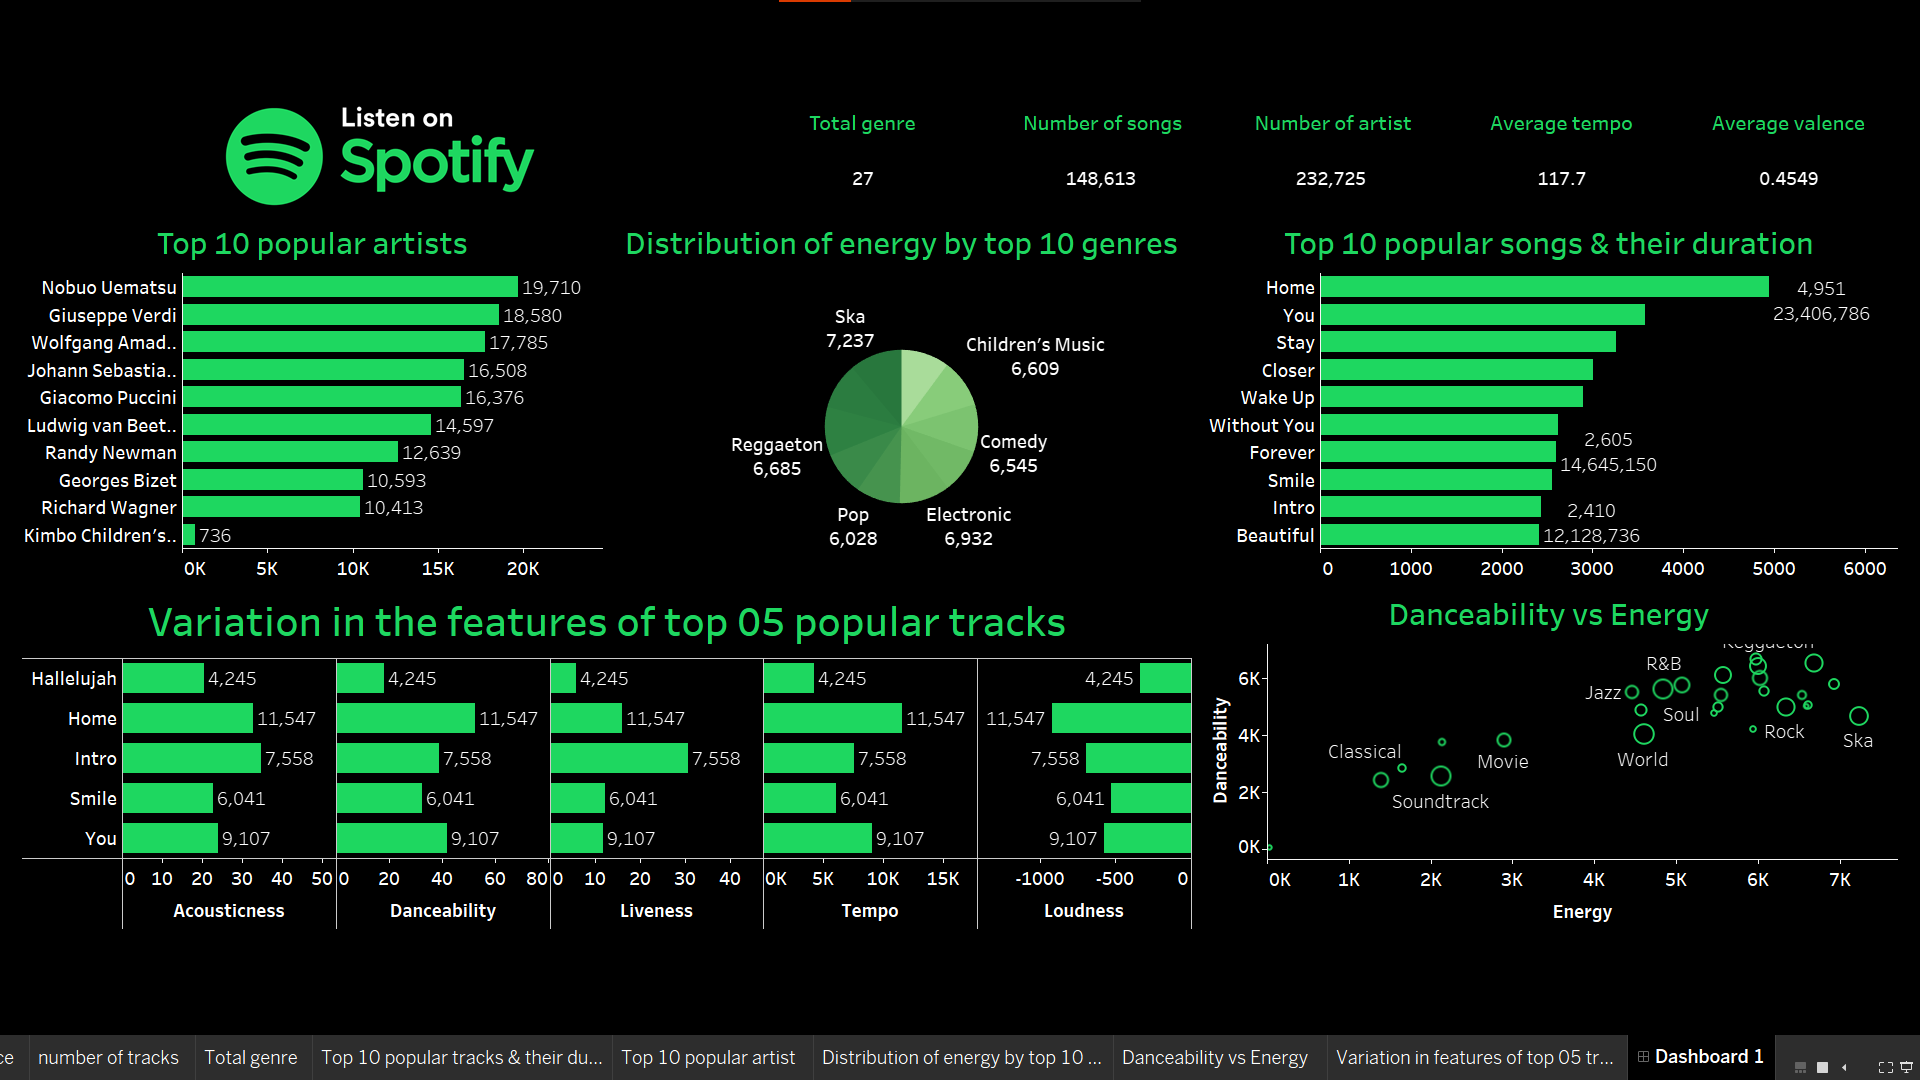 Listen on
Spotify
Total genre
27
Number of songs
148,613
Number of artist
232,725
Average tempo
117.7
Average valence
0.4549
Top 10 popular artists
Nobuo Uematsu 19,710
Giuseppe Verdi 18,580
Wolfgang Amad.. 17,785
Johann Sebastia.. 16,508
Giacomo Puccini 16,376
Ludwig van Beet.. 14,597
Randy Newman 12,639
Georges Bizet 10,593
Richard Wagner 10,413
Kimbo Children's.. 736
0K 5K 10K 15K 20K
Distribution of energy by top 10 genres
Ska
7,237
Children's Music
6,609
Reggaeton
6,685
Comedy
6,545
Pop
6,028
Electronic
6,932
Top 10 popular songs & their duration
Home 4,951
You 23,406,786
Stay
Closer
Wake Up
Without You
2,605
Forever
14,645,150
Smile
Intro 2,410
Beautiful 12,128,736
0 1000 2000 3000 4000 5000 6000
Variation in the features of top 05 popular tracks
Hallelujah 4,245 4,245 4,245 4,245 4,245
Home 11,547 11,547 11,547 11,547 11,547
Intro 7,558 7,558 7,558 7,558 7,558
Smile 6,041 6,041 6,041 6,041 6,041
You 9,107 9,107 9,107 9,107 9,107
0 10 20 30 40 50 0 20 40 60 80 0 10 20 30 40 0K 5K 10K 15K -1000 -500 0
Acousticness Danceability Liveness Tempo Loudness
Danceability vs Energy
Reggaeton
R&B
Jazz
Soul
Rock
Ska
World
Classical
Movie
Soundtrack
Danceability
6K
4K
2K
0K
0K 1K 2K 3K 4K 5K 6K 7K
Energy
ce number of tracks Total genre Top 10 popular tracks & their du... Top 10 popular artist Distribution of energy by top 10 ... Danceability vs Energy Variation in features of top 05 tr... Dashboard 1